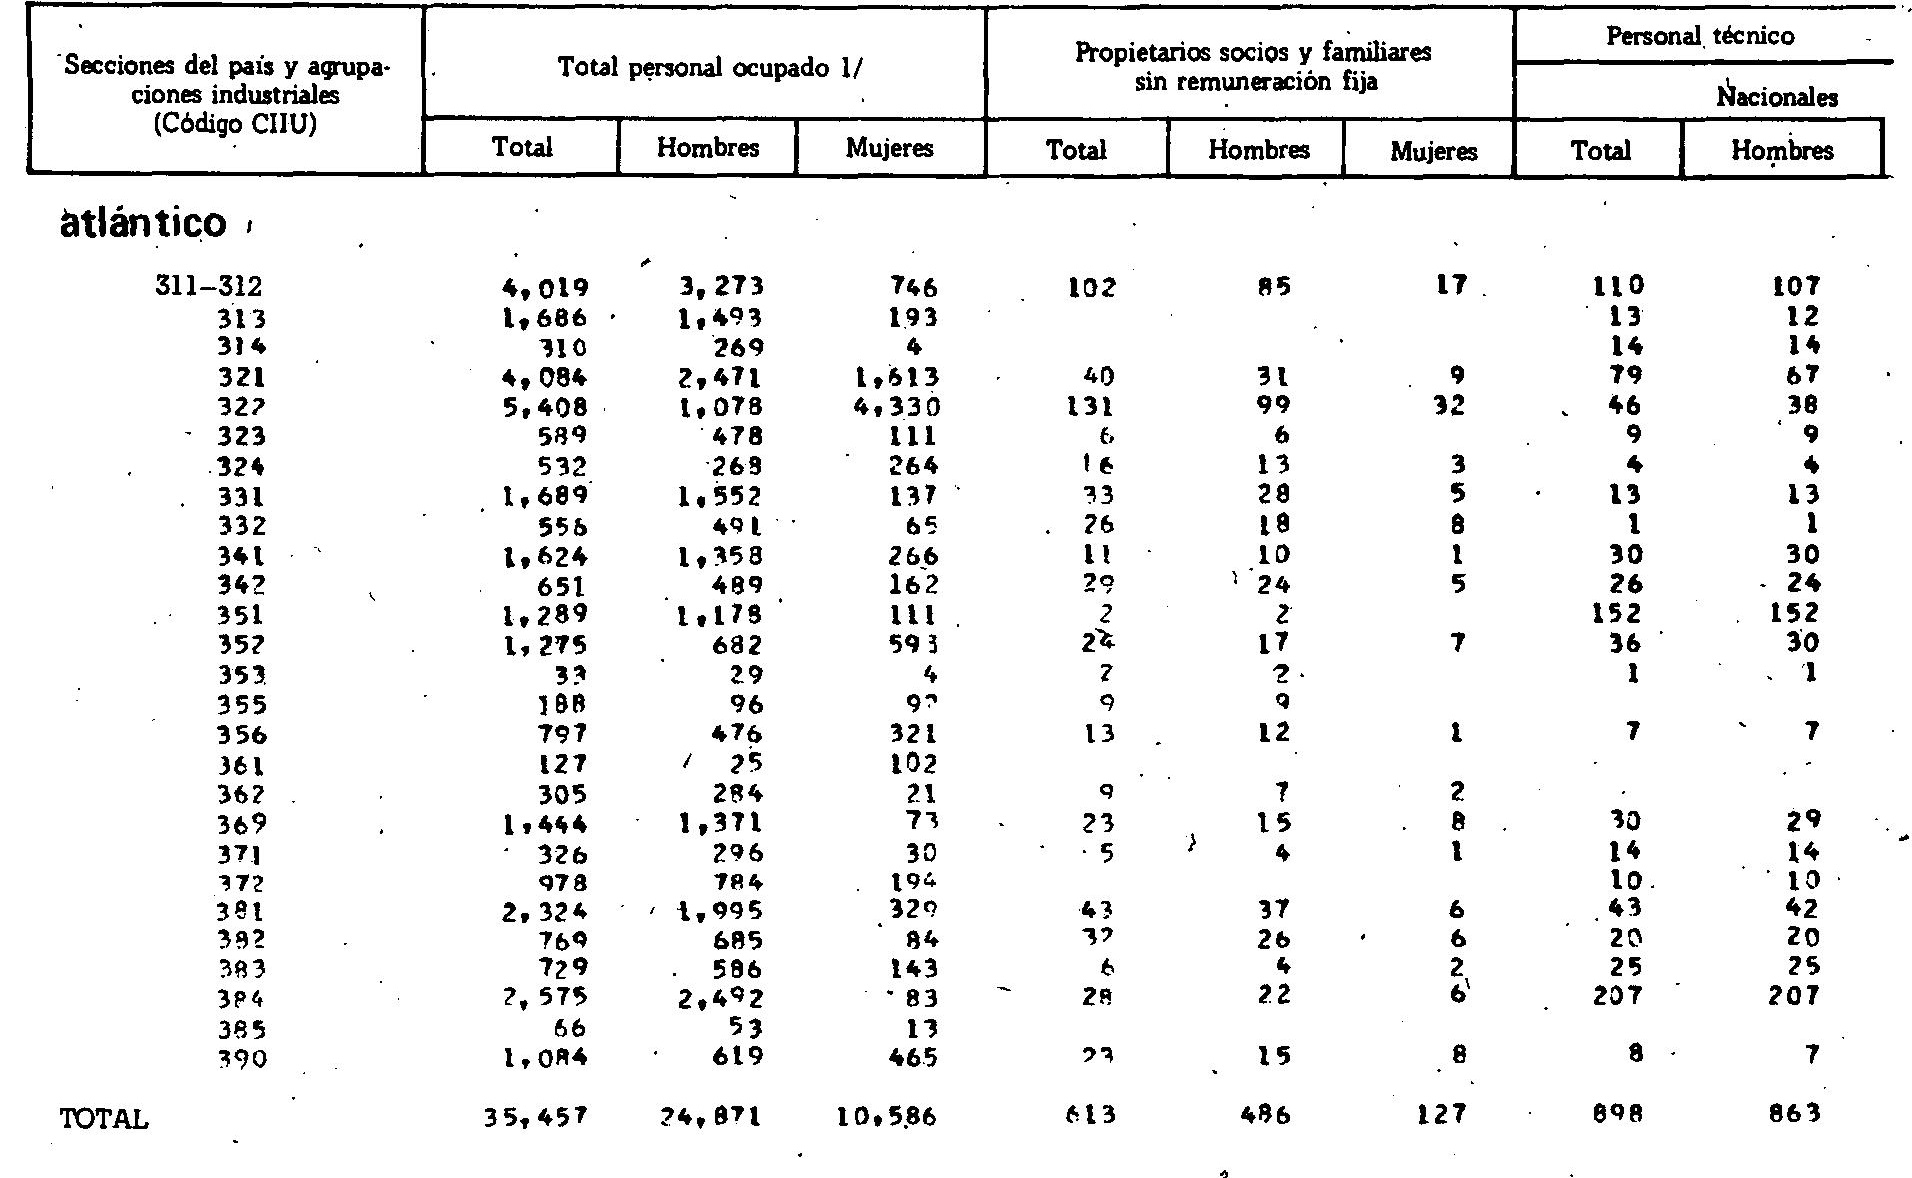 Secciones del país y agrupa-
ciones industriales
(Código CIIU)
Total personal ocupado 1/
Propietarios socios y familiares
sin remuneración fija
Personal técnico
Nacionales
Total Hombres Mujeres Total Hombres Mujeres Total Hombres
atlántico
311-312 4,019 3,273 746 102 85 17 110 107
313 1,686 1,493 193 13 12
314 310 269 4 14 14
321 4,084 2,471 1,613 40 31 9 79 67
322 5,408 1,078 4,330 131 99 32 46 38
323 589 478 111 6 6 9 9
324 532 268 264 16 13 3 4 4
331 1,689 1,552 137 33 28 5 13 13
332 556 491 65 26 18 8 1 1
341 1,624 1,358 266 11 10 1 30 30
342 651 489 162 29 24 5 26 24
351 1,289 1,178 111 2 2 152 152
352 1,275 682 593 24 17 7 36 30
353 33 29 4 2 2 1 1
355 188 96 92 9 9
356 797 476 321 13 12 1 7 7
361 127 25 102
362 305 284 21 9 7 2
369 1,444 1,371 73 23 15 8 30 29
371 326 296 30 5 4 1 14 14
372 978 784 194 10 10
381 2,324 1,995 329 43 37 6 43 42
382 769 685 84 32 26 6 20 20
383 729 586 143 6 4 2 25 25
384 2,575 2,492 83 28 22 6 207 207
385 66 53 13
390 1,084 619 465 23 15 8 8 7
TOTAL 35,457 24,871 10,586 613 486 127 898 863